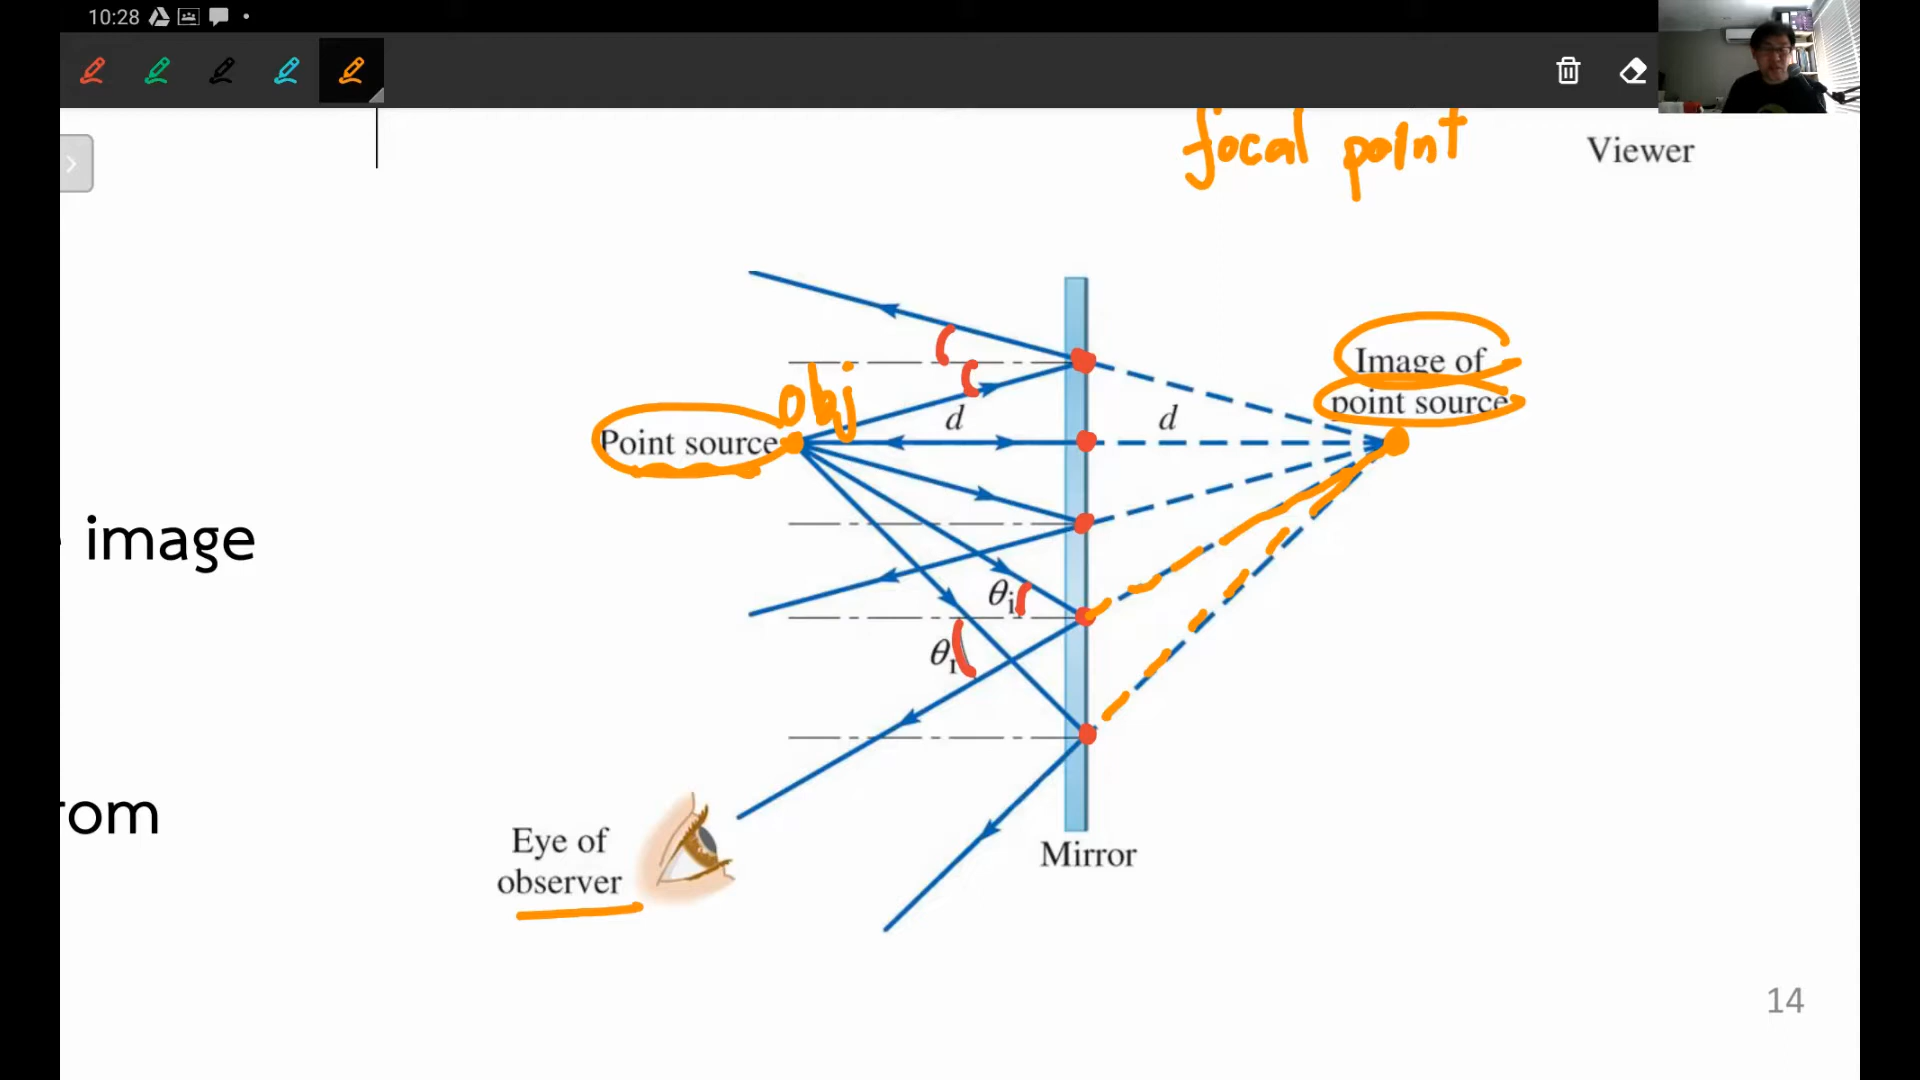 10:28
focal point
Viewer
Image of
point source
obj
d
d
Point source
image
θi
θr
rom
Eye of
observer
Mirror
14